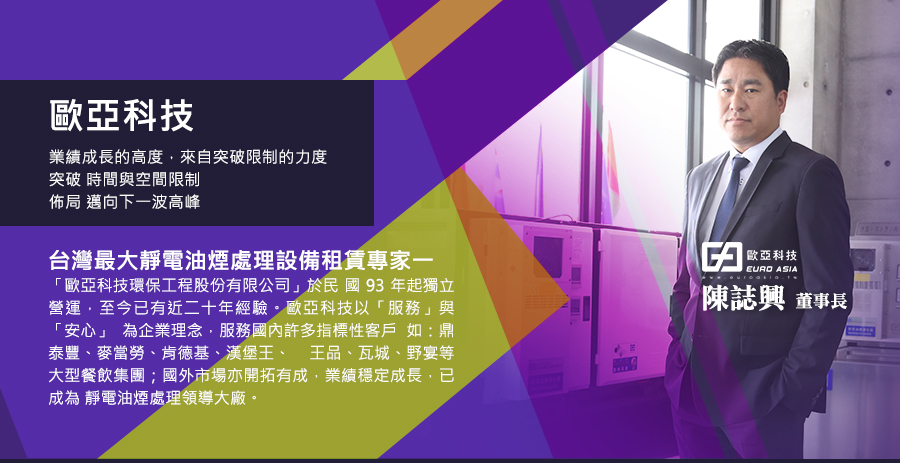 歐亞科技
業績成長的高度，來自突破限制的力度
突破 時間與空間限制
佈局 邁向下一波高峰
台灣最大靜電油煙處理設備租賃專家一
「歐亞科技環保工程股份有限公司」於民 國 93 年起獨立
營運，至今已有近二十年經驗。歐亞科技以「服務」與
「安心」 為企業理念，服務國內許多指標性客戶 如：鼎
泰豐、麥當勞、肯德基、漢堡王、 王品、瓦城、野宴等
大型餐飲集團；國外市場亦開拓有成，業績穩定成長，已
成為 靜電油煙處理領導大廠。
歐亞科技
EURO ASIA
www.euroasia.tw
陳誌興 董事長